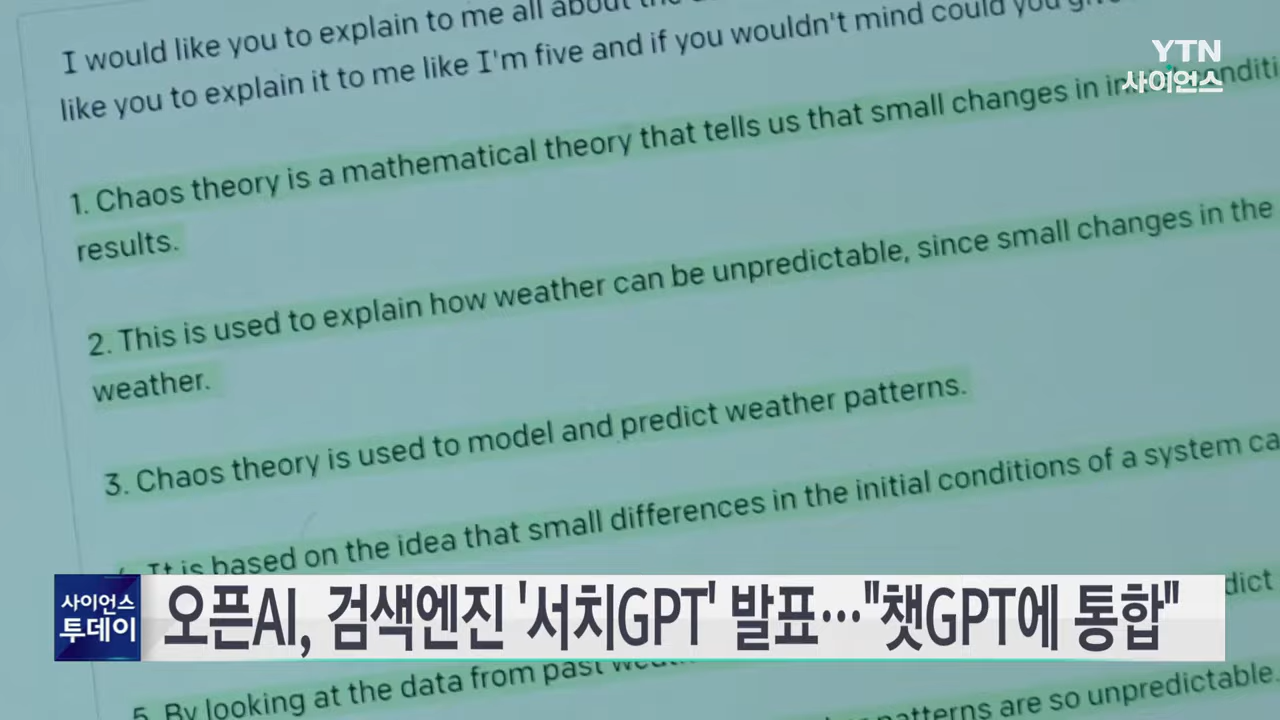 I would like you to explain to me all about the
like you to explain it to me like I'm five and if you wouldn't mind could you
YTN
사이언스
1. Chaos theory is a mathematical theory that tells us that small changes in
results.
2. This is used to explain how weather can be unpredictable, since small changes in the
weather.
3. Chaos theory is used to model and predict weather patterns.
It is based on the idea that small differences in the initial conditions of a system
사이언스
투데이
오픈AI, 검색엔진 '서치GPT' 발표…"챗GPT에 통합"
5. By looking at the data from past
patterns are so unpredictable.